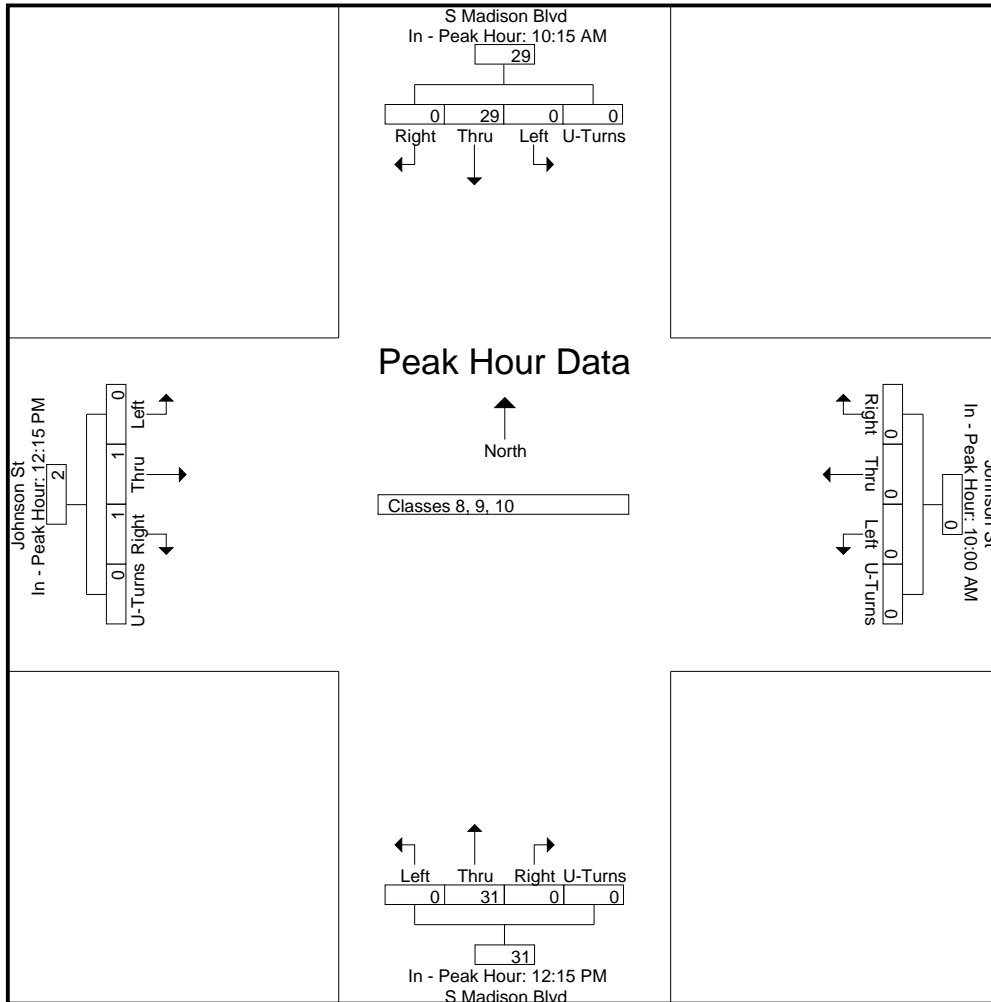 S Madison Blvd
In - Peak Hour: 10:15 AM
29
0 29 0 0
Right Thru Left U-Turns
Peak Hour Data
North
Classes 8, 9, 10
Johnson St
In - Peak Hour: 12:15 PM
2
0 1 1 0
Left Thru Right U-Turns
Johnson St
In - Peak Hour: 10:00 AM
0
0 0 0 0
Right Thru Left U-Turns
Left Thru Right U-Turns
0 31 0 0
31
In - Peak Hour: 12:15 PM
S Madison Blvd